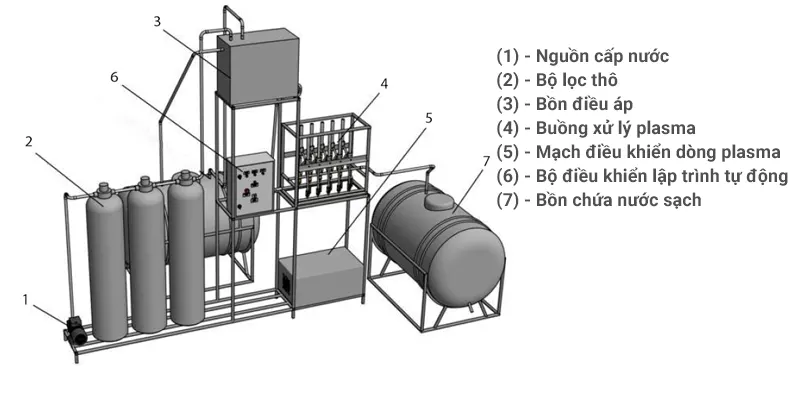 3
6
4
5
2
7
1
(1) - Nguồn cấp nước
(2) - Bộ lọc thô
(3) - Bồn điều áp
(4) - Buồng xử lý plasma
(5) - Mạch điều khiển dòng plasma
(6) - Bộ điều khiển lập trình tự động
(7) - Bồn chứa nước sạch